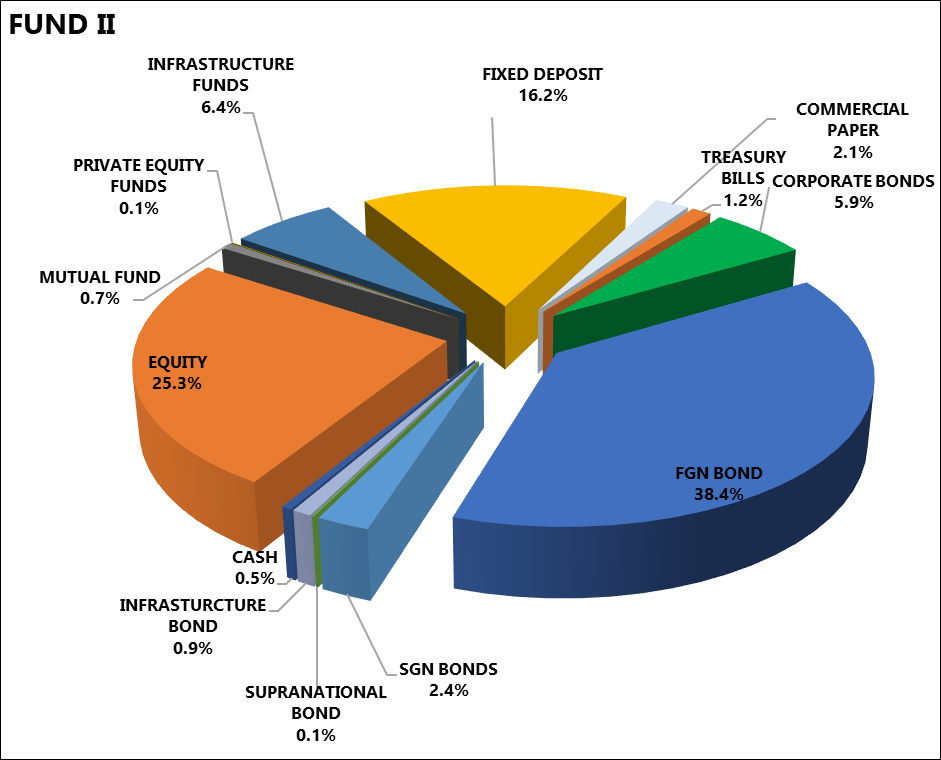 FUND II
INFRASTRUCTURE
FUNDS
6.4%
FIXED DEPOSIT
16.2%
COMMERCIAL
PAPER
2.1%
TREASURY
BILLS
1.2%
CORPORATE BONDS
5.9%
PRIVATE EQUITY
FUNDS
0.1%
MUTUAL FUND
0.7%
EQUITY
25.3%
FGN BOND
38.4%
CASH
0.5%
INFRASTURCTURE
BOND
0.9%
SGN BONDS
2.4%
SUPRANATIONAL
BOND
0.1%